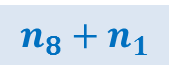 n₈ + n₁